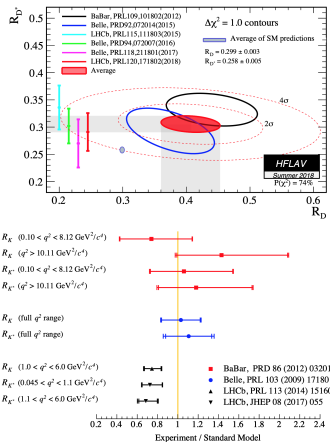 R_D*
0.5
0.45
0.4
0.35
0.3
0.25
0.2
BaBar, PRL109,101802(2012)
Belle, PRD92,072014(2015)
LHCb, PRL115,111803(2015)
Belle, PRD94,072007(2016)
Belle, PRL118,211801(2017)
LHCb, PRL120,171802(2018)
Average
Δχ² = 1.0 contours
Average of SM predictions
R_D = 0.299 ± 0.003
R_D* = 0.258 ± 0.005
4σ
2σ
HFLAV
Summer 2018
P(χ²) = 74%
0.2 0.3 0.4 0.5 0.6
R_D
R_K (0.10 < q² < 8.12 GeV²/c⁴)
R_K (q² > 10.11 GeV²/c⁴)
R_K* (0.10 < q² < 8.12 GeV²/c⁴)
R_K* (q² > 10.11 GeV²/c⁴)
R_K (full q² range)
R_K* (full q² range)
R_K (1.0 < q² < 6.0 GeV²/c⁴)
R_K* (0.045 < q² < 1.1 GeV²/c⁴)
R_K* (1.1 < q² < 6.0 GeV²/c⁴)
BaBar, PRD 86 (2012) 03201
Belle, PRL 103 (2009) 17180
LHCb, PRL 113 (2014) 15160
LHCb, JHEP 08 (2017) 055
0.4 0.6 0.8 1.0 1.2 1.4 1.6 1.8 2.0 2.2 2.4
Experiment / Standard Model